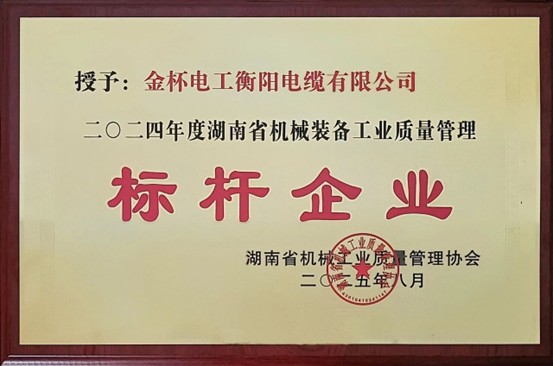 授予：金杯电工衡阳电缆有限公司
二〇二四年度湖南省机械装备工业质量管理
标杆企业
湖南省机械工业质量管理协会
二〇二五年八月